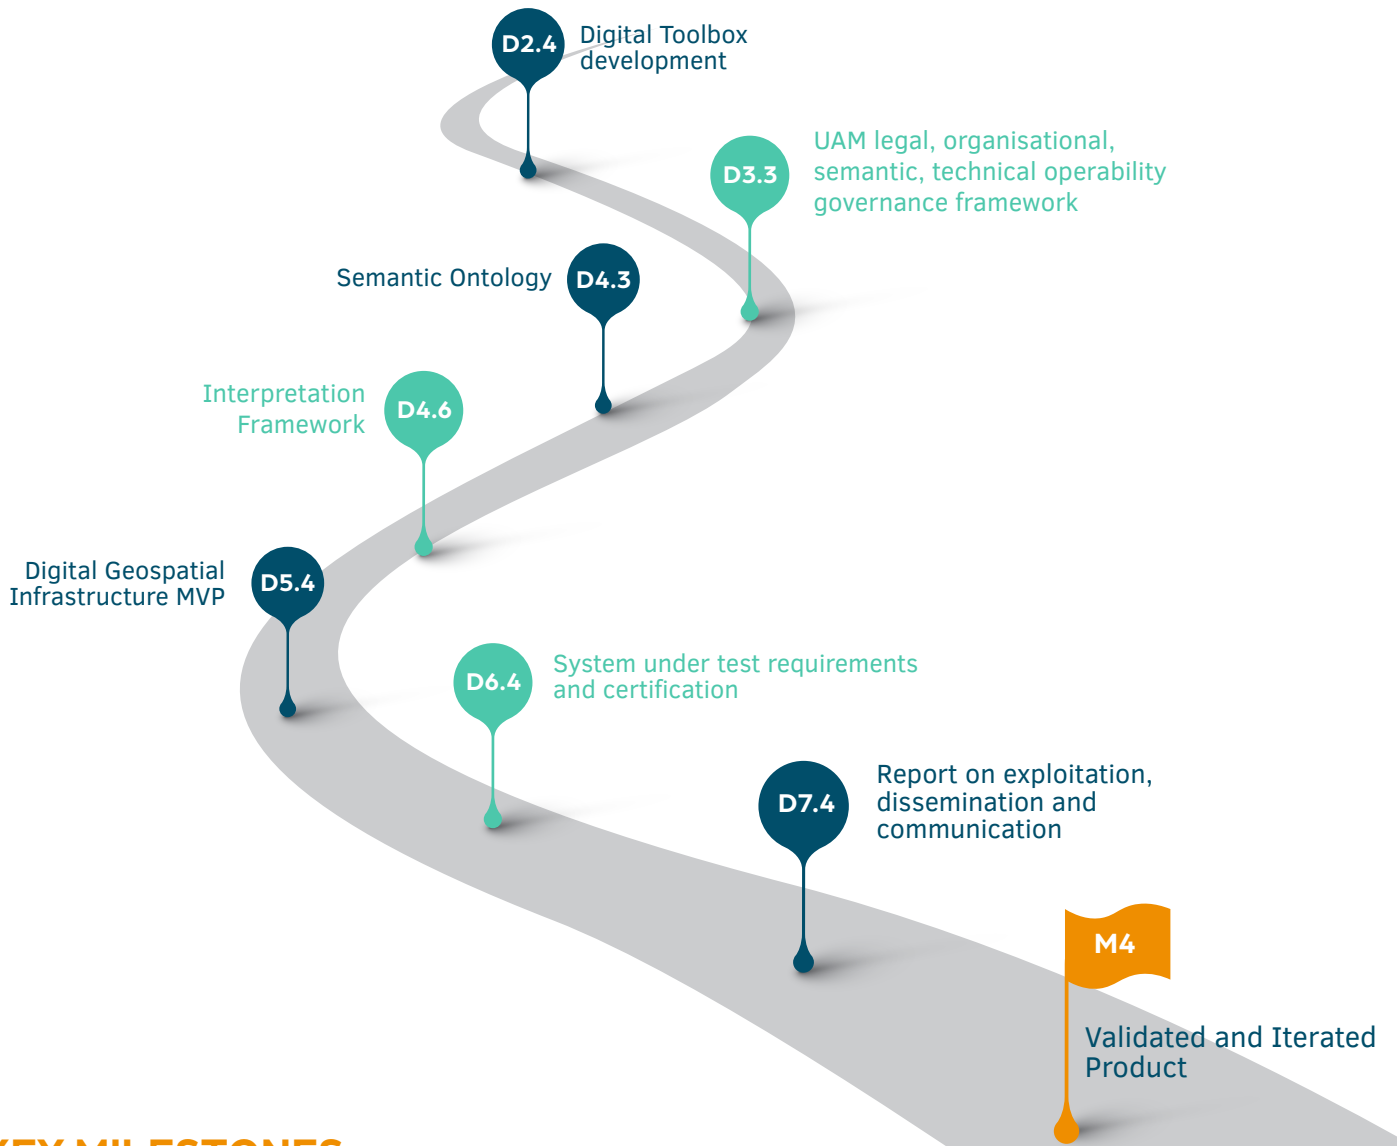 D2.4
Digital Toolbox
development
D3.3
UAM legal, organisational,
semantic, technical operability
governance framework
Semantic Ontology
D4.3
Interpretation
Framework
D4.6
Digital Geospatial
Infrastructure MVP
D5.4
D6.4
System under test requirements
and certification
D7.4
Report on exploitation,
dissemination and
communication
M4
Validated and Iterated
Product
KEY MILESTONES